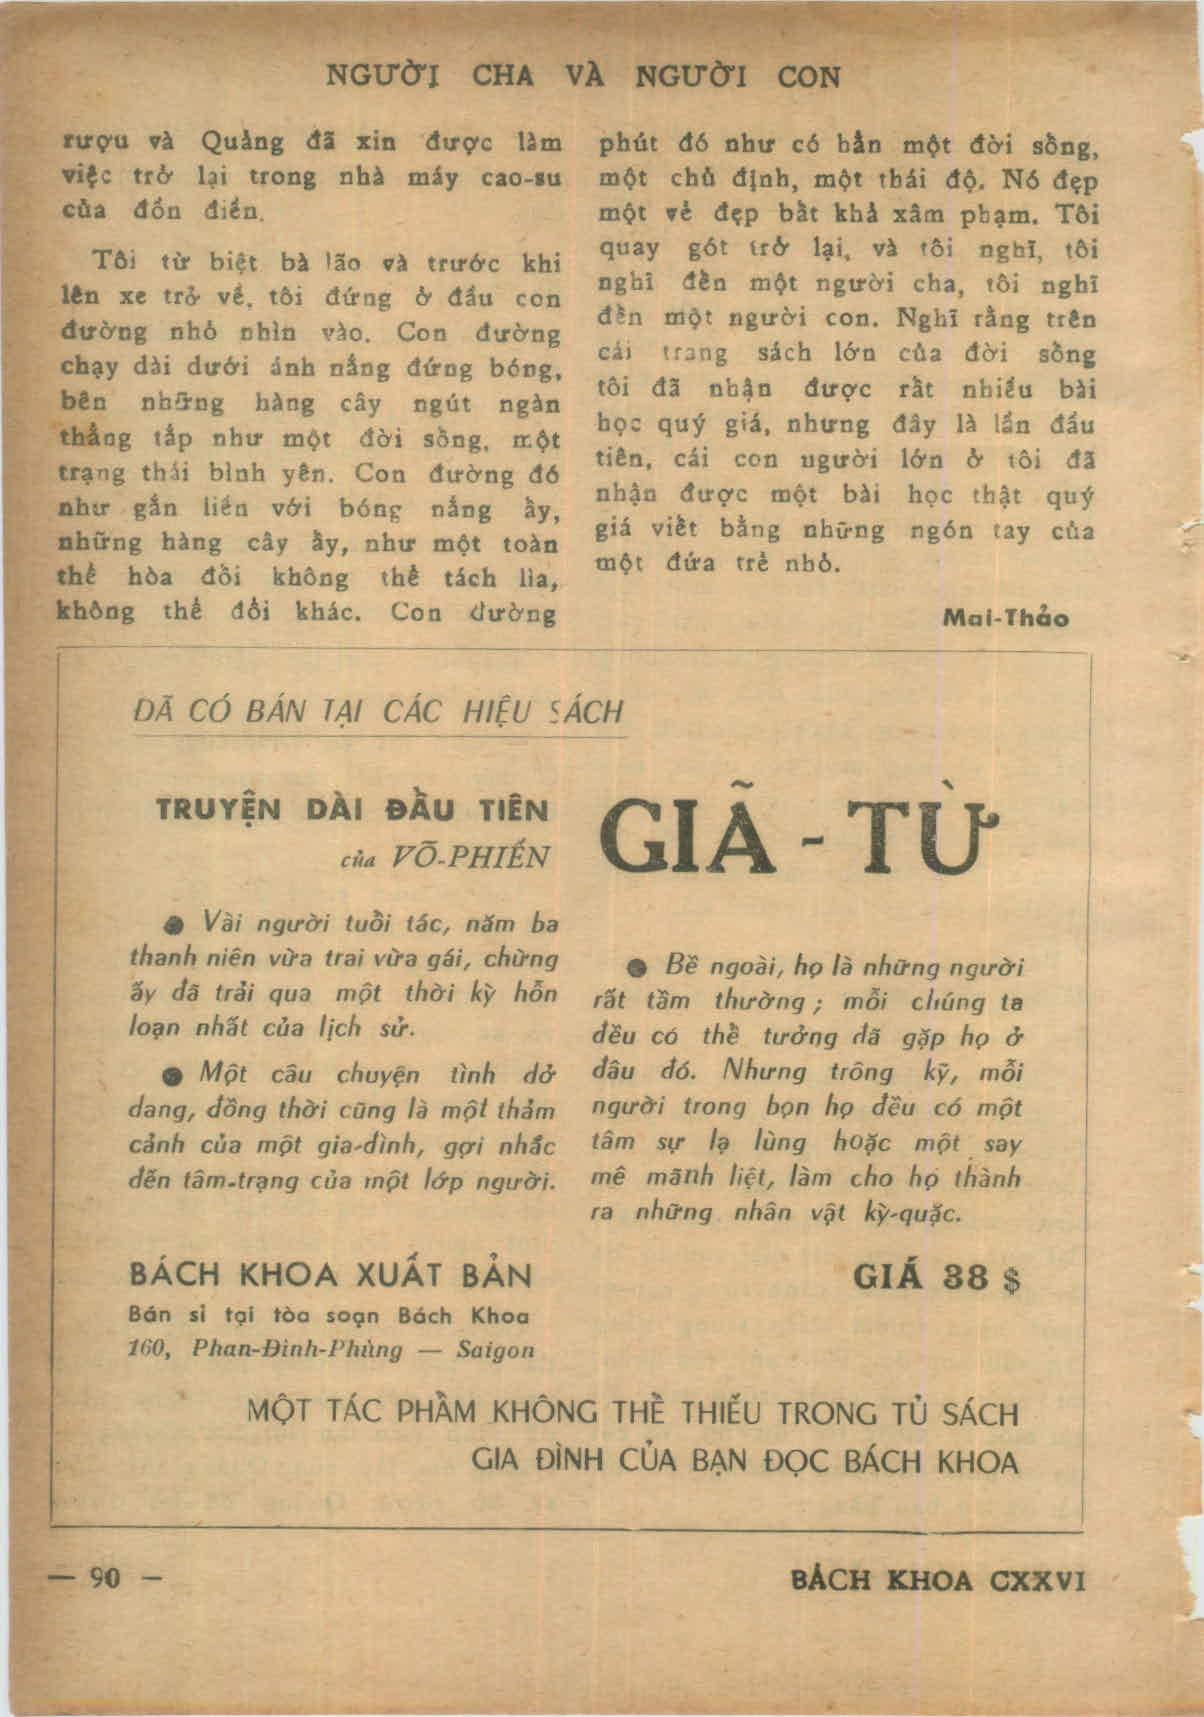 NGƯỜI CHA VÀ NGƯỜI CON
rượu và Quảng đã xin được làm
việc trở lại trong nhà máy cao-su
của đồn điền.
Tôi từ biệt bà lão và trước khi
lên xe trở về, tôi đứng ở đầu con
đường nhỏ nhìn vào. Con đường
chạy dài dưới ánh nắng đứng bóng,
bên những hàng cây ngút ngàn
thẳng tắp như một đời sống, một
trạng thái bình yên. Con đường đó
như gắn liền với bóng nắng ấy,
những hàng cây ấy, như một toàn
thể hòa đồi không thể tách lìa,
không thể đổi khác. Con đường
phút đó như có hẳn một đời sống,
một chủ định, một thái độ. Nó đẹp
một vẻ đẹp bất khả xâm phạm. Tôi
quay gót trở lại, và tôi nghĩ, tôi
nghĩ đến một người cha, tôi nghĩ
đến một người con. Nghĩ rằng trên
cái trang sách lớn của đời sống
tôi đã nhận được rất nhiều bài
học quý giá, nhưng đây là lần đầu
tiên, cái con người lớn ở tôi đã
nhận được một bài học thật quý
giá viết bằng những ngón tay của
một đứa trẻ nhỏ.
Mai-Thảo
ĐÃ CÓ BÁN TẠI CÁC HIỆU SÁCH
TRUYỆN DÀI ĐẦU TIÊN
của VÕ-PHIẾN
GIÃ - TỪ
● Vài người tuổi tác, năm ba
thanh niên vừa trai vừa gái, chừng
ấy đã trải qua một thời kỳ hỗn
loạn nhất của lịch sử.
● Một câu chuyện tình dở
dang, đồng thời cũng là một thảm
cảnh của một gia-đình, gợi nhắc
đến tâm-trạng của một lớp người.
● Bề ngoài, họ là những người
rất tầm thường ; mỗi chúng ta
đều có thể tưởng đã gặp họ ở
đâu đó. Nhưng trông kỹ, mỗi
người trong bọn họ đều có một
tâm sự lạ lùng hoặc một say
mê mãnh liệt, làm cho họ thành
ra những nhân vật kỳ-quặc.
BÁCH KHOA XUẤT BẢN
Bán sỉ tại tòa soạn Bách Khoa
160, Phan-Đình-Phùng — Saigon
GIÁ 38 $
MỘT TÁC PHẨM KHÔNG THỂ THIẾU TRONG TỦ SÁCH
GIA ĐÌNH CỦA BẠN ĐỌC BÁCH KHOA
— 90 —
BÁCH KHOA CXXVI